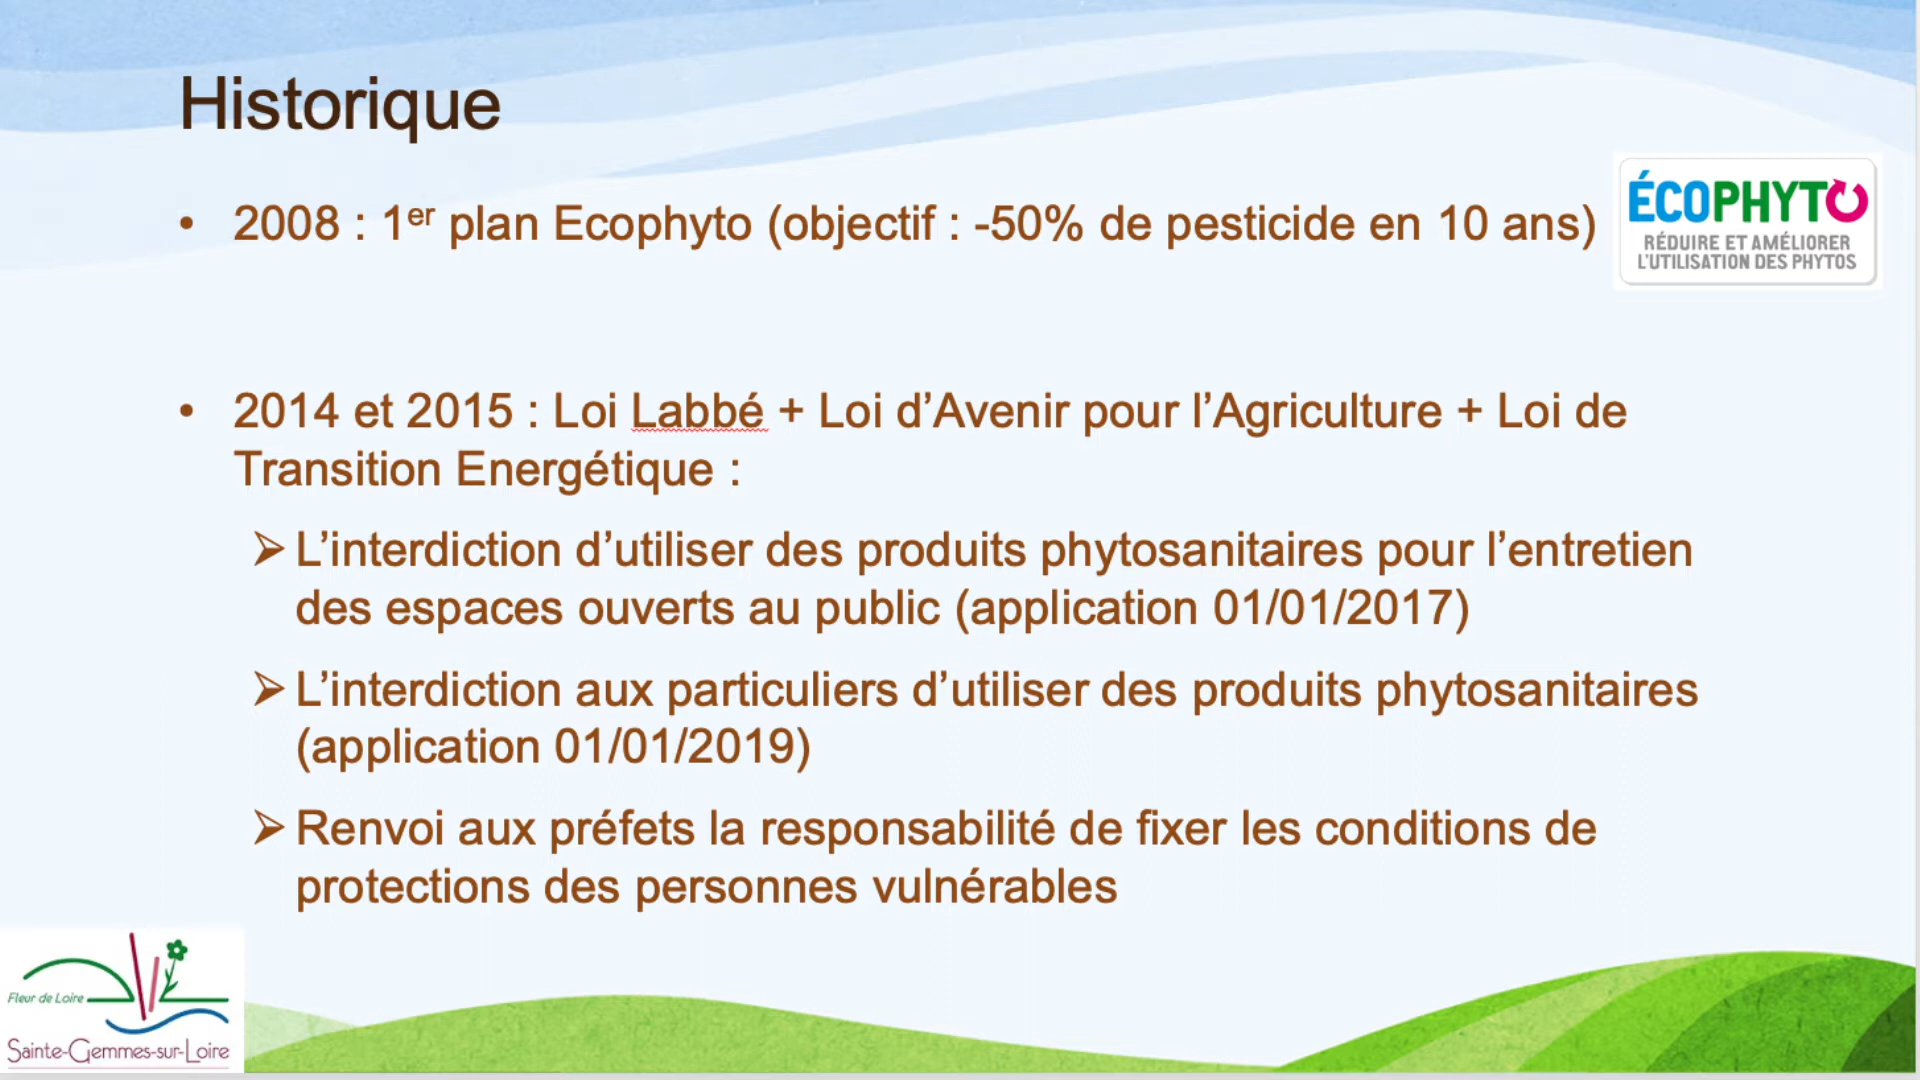 Historique
• 2008 : 1er plan Ecophyto (objectif : -50% de pesticide en 10 ans)
ÉCOPHYTO
RÉDUIRE ET AMÉLIORER
L'UTILISATION DES PHYTOS
• 2014 et 2015 : Loi Labbé + Loi d’Avenir pour l’Agriculture + Loi de
Transition Energétique :
➢ L’interdiction d’utiliser des produits phytosanitaires pour l’entretien
des espaces ouverts au public (application 01/01/2017)
➢ L’interdiction aux particuliers d’utiliser des produits phytosanitaires
(application 01/01/2019)
➢ Renvoi aux préfets la responsabilité de fixer les conditions de
protections des personnes vulnérables
Fleur de Loire
Sainte-Gemmes-sur-Loire